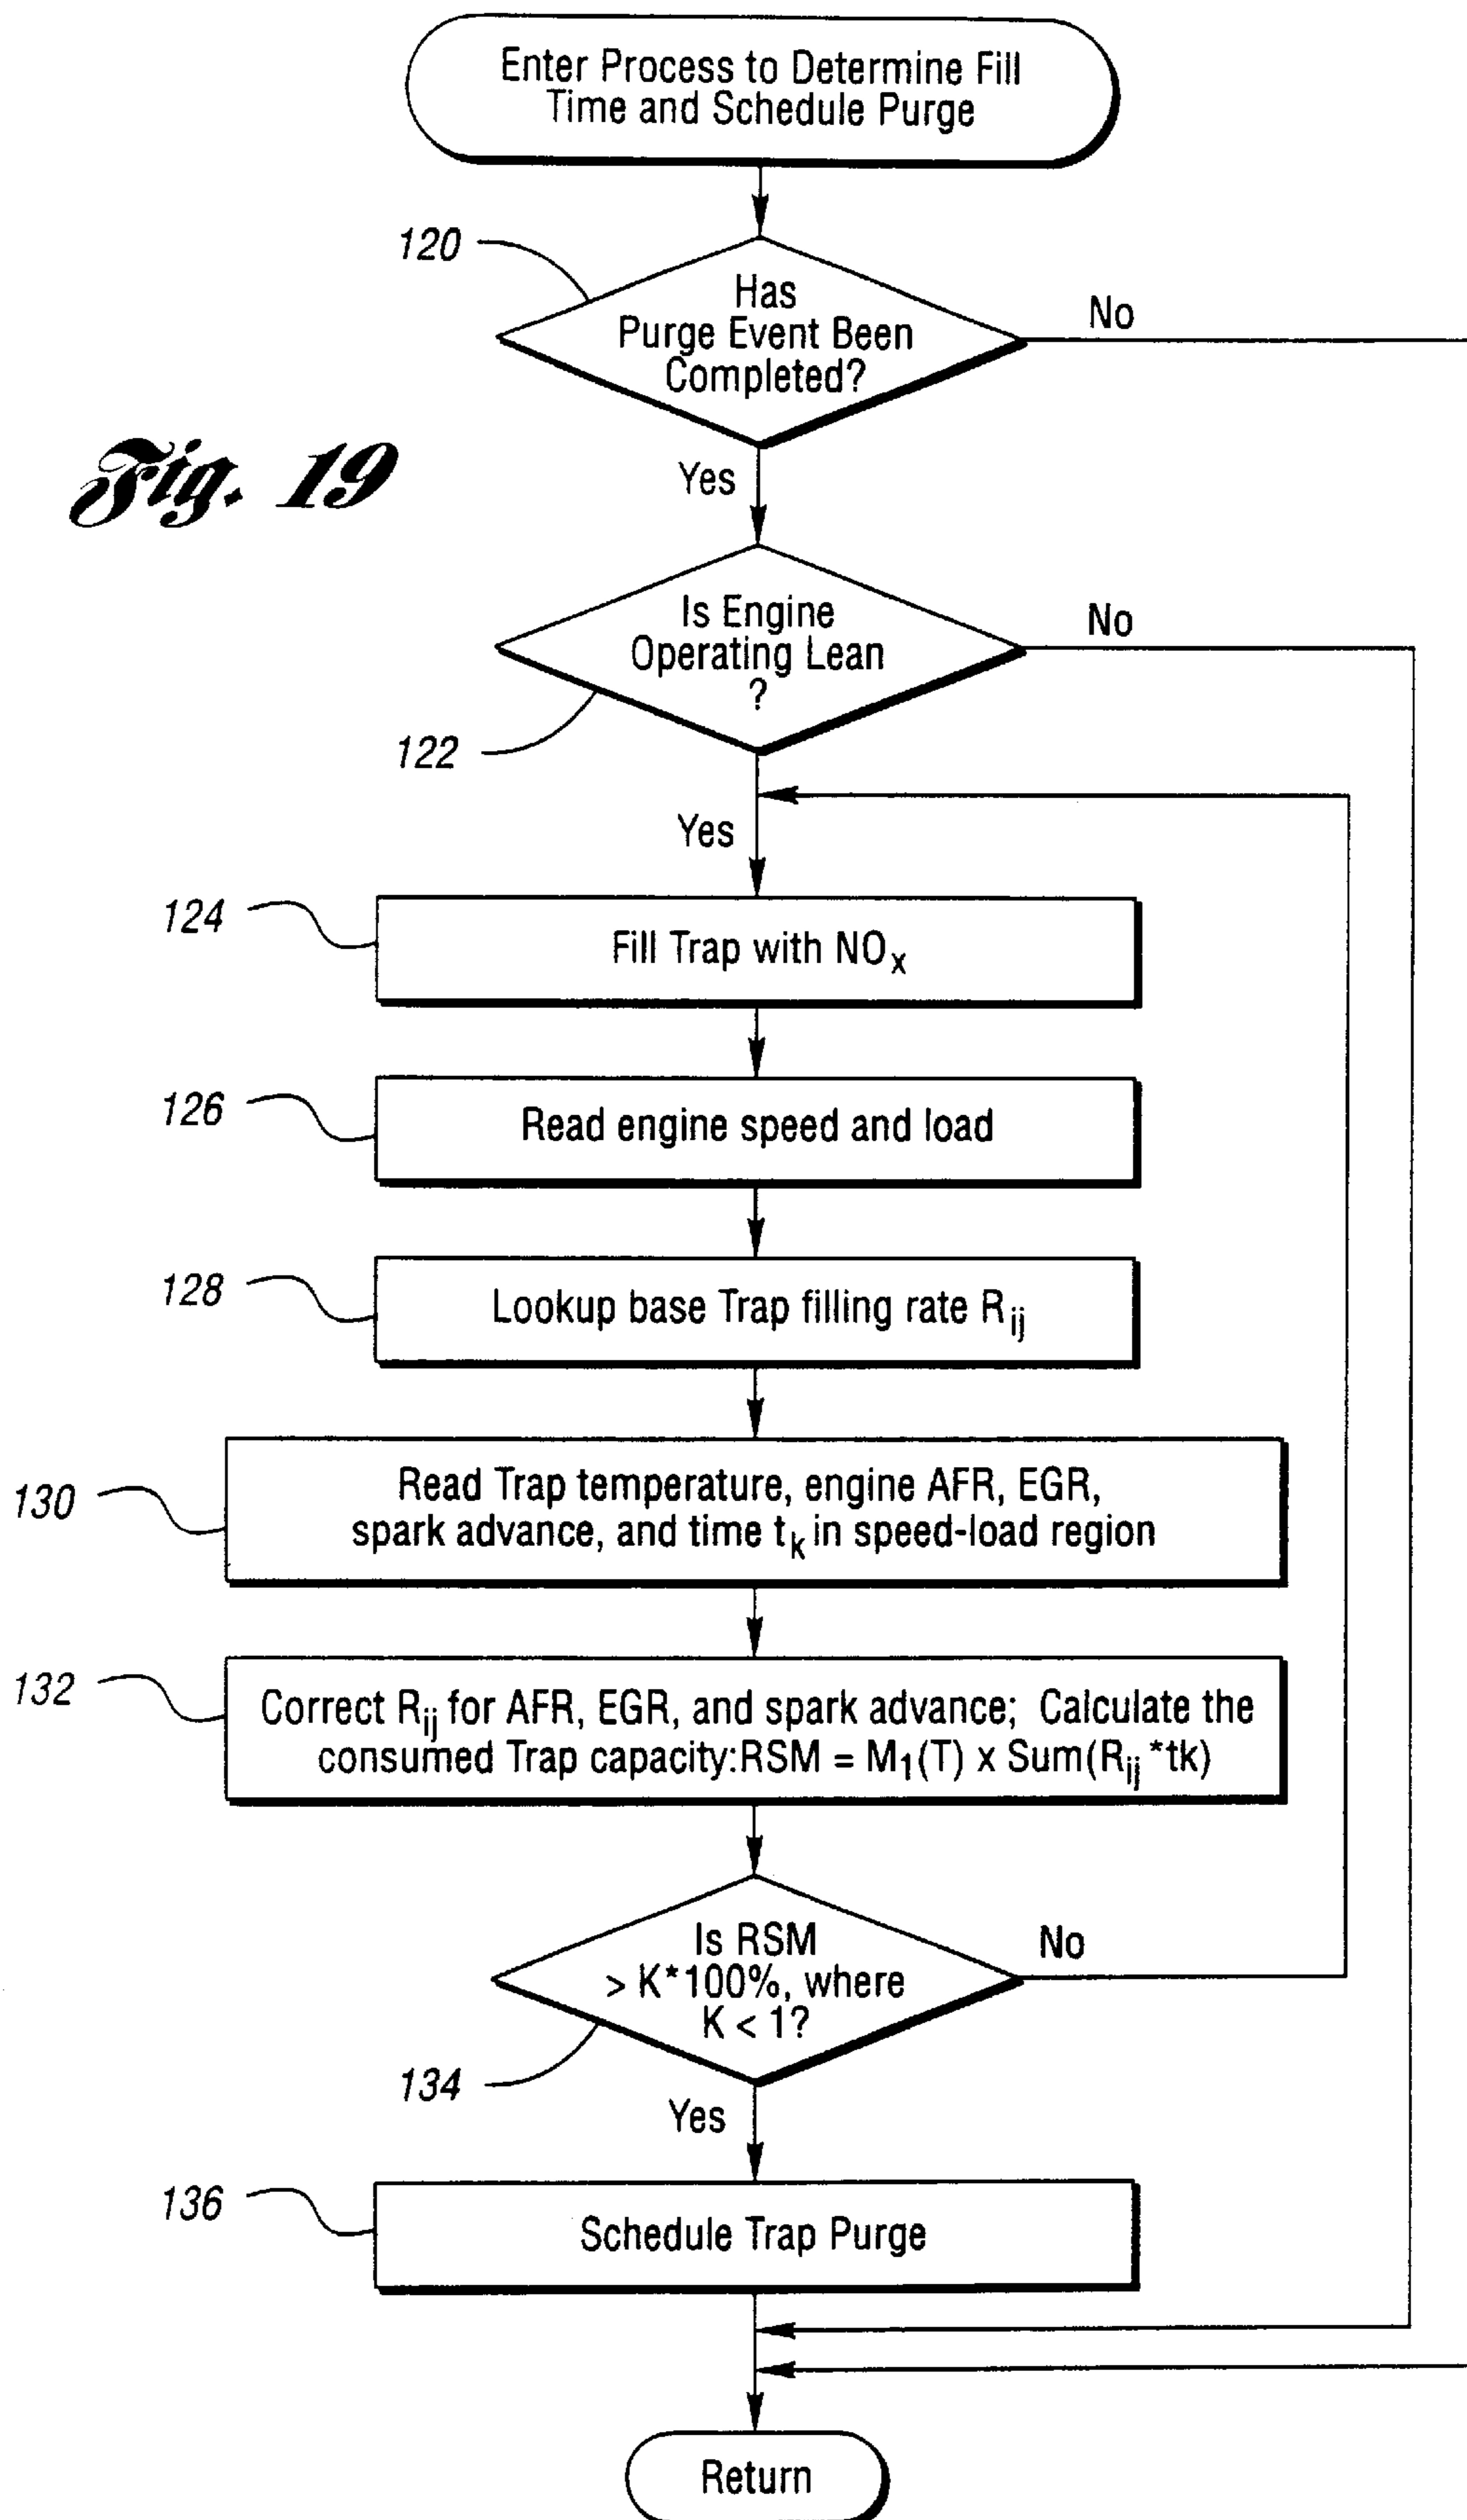 Enter Process to Determine Fill
Time and Schedule Purge
120
Has
Purge Event Been
Completed?
No
Fig. 19
Yes
Is Engine
Operating Lean
?
No
122
Yes
124
Fill Trap with NOx
126
Read engine speed and load
128
Lookup base Trap filling rate Rij
130
Read Trap temperature, engine AFR, EGR,
spark advance, and time tk in speed-load region
132
Correct Rij for AFR, EGR, and spark advance; Calculate the
consumed Trap capacity:RSM = M1(T) x Sum(Rij *tk)
Is RSM
> K*100%, where
K < 1?
No
134
Yes
136
Schedule Trap Purge
Return